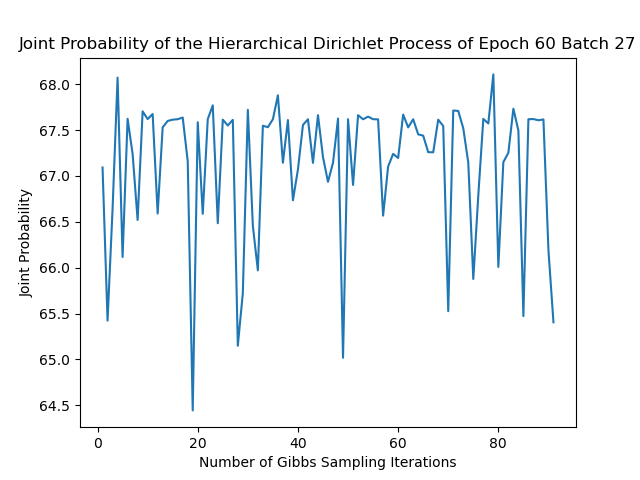 Joint Probability of the Hierarchical Dirichlet Process of Epoch 60 Batch 27
68.0
67.5
67.0
66.5
66.0
65.5
65.0
64.5
Joint Probability
0 20 40 60 80
Number of Gibbs Sampling Iterations